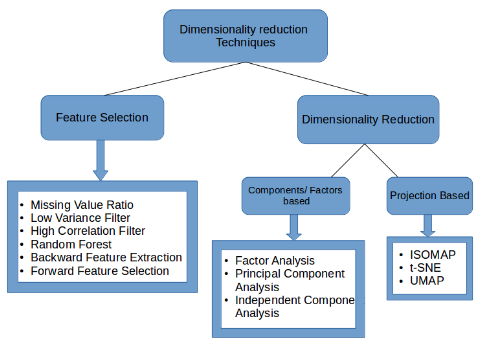 Dimensionality reduction
Techniques
Feature Selection
Dimensionality Reduction
Components/ Factors
based
Projection Based
• Missing Value Ratio
• Low Variance Filter
• High Correlation Filter
• Random Forest
• Backward Feature Extraction
• Forward Feature Selection
• Factor Analysis
• Principal Component
Analysis
• Independent Compone
Analysis
• ISOMAP
• t-SNE
• UMAP